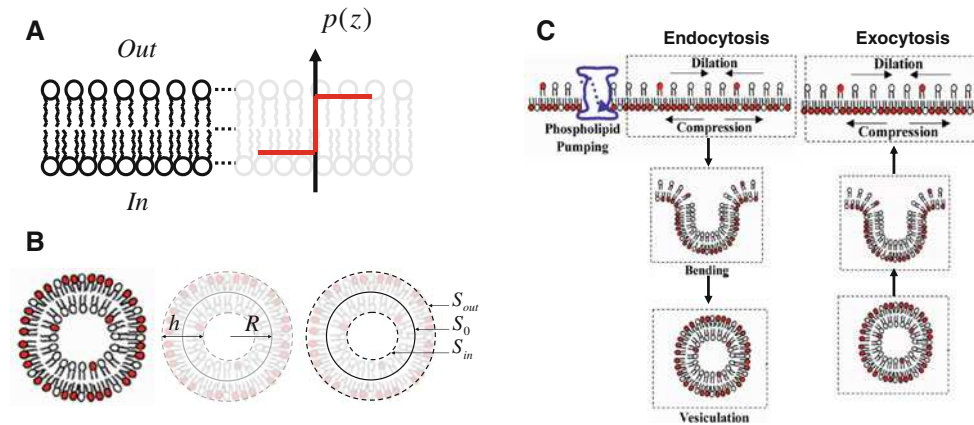 A
p(z)
Out
In
B
h
R
S_out
S_0
S_in
C
Endocytosis
Exocytosis
Dilation
Dilation
Phospholipid
Pumping
Compression
Compression
Bending
Vesiculation